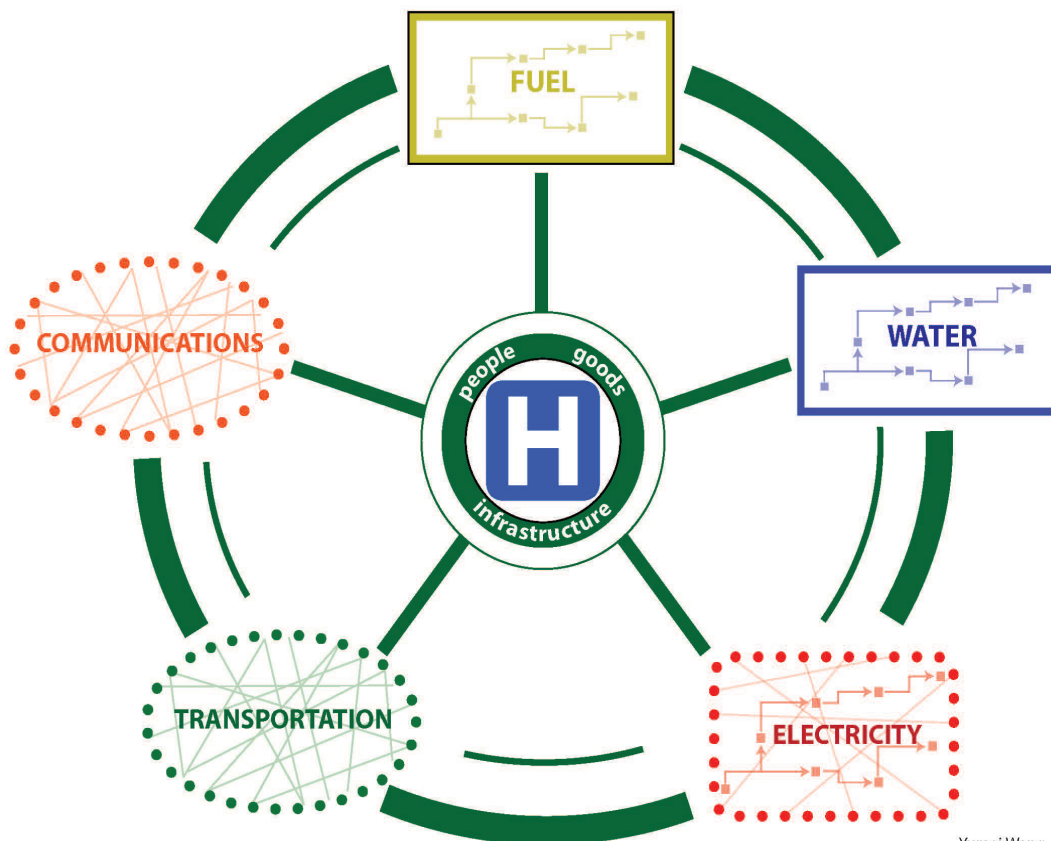 FUEL
COMMUNICATIONS
WATER
people
goods
H
infrastructure
TRANSPORTATION
ELECTRICITY